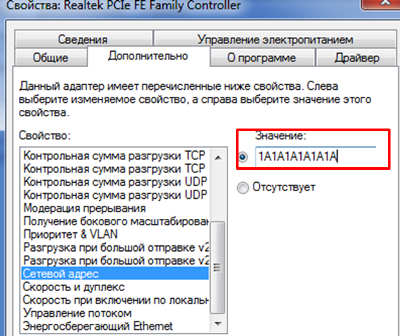 Свойства: Realtek PCIe FE Family Controller
Сведения
Управление электропитанием
Общие
Дополнительно
О программе
Драйвер
Данный адаптер имеет перечисленные ниже свойства. Слева
выберите изменяемое свойство, а справа выберите значение этого
свойства.
Свойство:
Значение:
Контрольная сумма разгрузки TCP
Контрольная сумма разгрузки TCP
Контрольная сумма разгрузки UDP
Контрольная сумма разгрузки UDP
Модерация прерывания
Получение бокового масштабирован
Приоритет & VLAN
Разгрузка при большой отправке v2
Разгрузка при большой отправке v2
Сетевой адрес
Скорость и дуплекс
Скорость при включении по локальн
Управление потоком
Энергосберегающий Ethernet
1A1A1A1A1A1A
Отсутствует